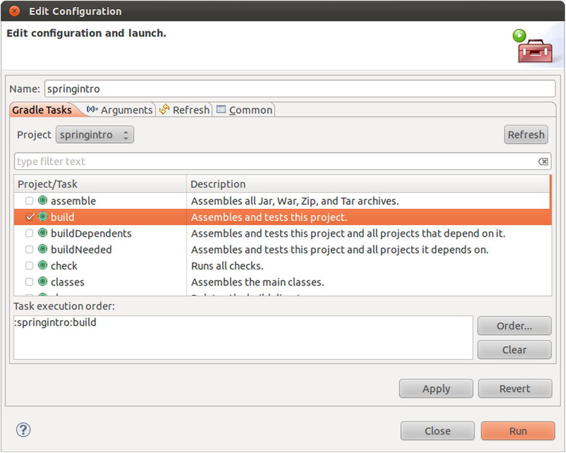 Edit Configuration
Edit configuration and launch.
Name: springintro
Gradle Tasks (x)= Arguments Refresh Common
Project springintro Refresh
type filter text
Project/Task Description
assemble Assembles all Jar, War, Zip, and Tar archives.
build Assembles and tests this project.
buildDependents Assembles and tests this project and all projects that depend on it.
buildNeeded Assembles and tests this project and all projects it depends on.
check Runs all checks.
classes Assembles the main classes.
Task execution order:
:springintro:build
Order...
Clear
Apply Revert
? Close Run